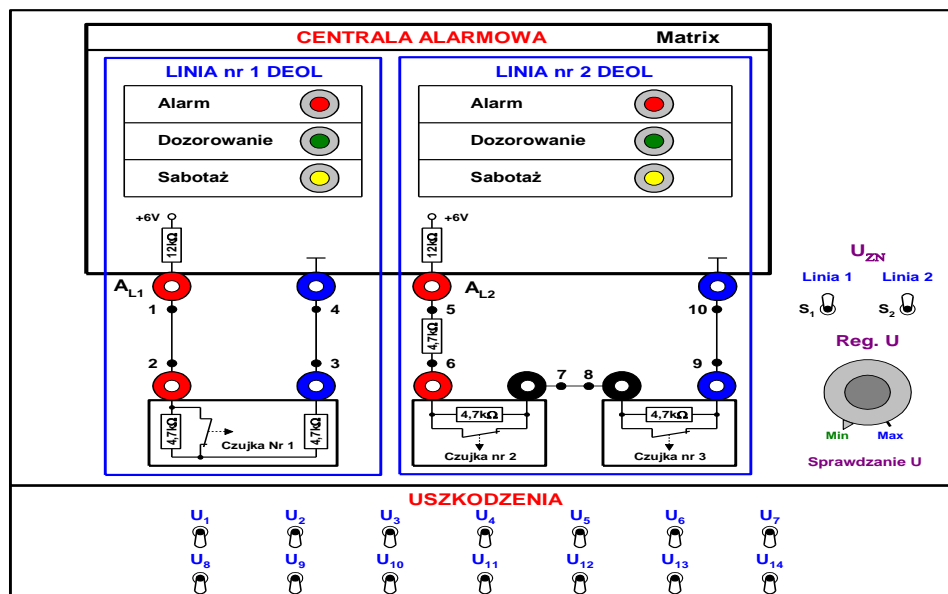 CENTRALA ALARMOWA Matrix
LINIA nr 1 DEOL
LINIA nr 2 DEOL
Alarm
Dozorowanie
Sabotaż
Alarm
Dozorowanie
Sabotaż
+6V
12kΩ
+6V
12kΩ
A_L1
1
4
2
3
4,7kΩ
4,7kΩ
Czujka Nr 1
A_L2
5
10
4,7kΩ
6
7
8
9
4,7kΩ
Czujka nr 2
4,7kΩ
Czujka nr 3
U_ZN
Linia 1
Linia 2
S₁
S₂
Reg. U
Min
Max
Sprawdzanie U
USZKODZENIA
U₁ U₂ U₃ U₄ U₅ U₆ U₇
U₈ U₉ U₁₀ U₁₁ U₁₂ U₁₃ U₁₄